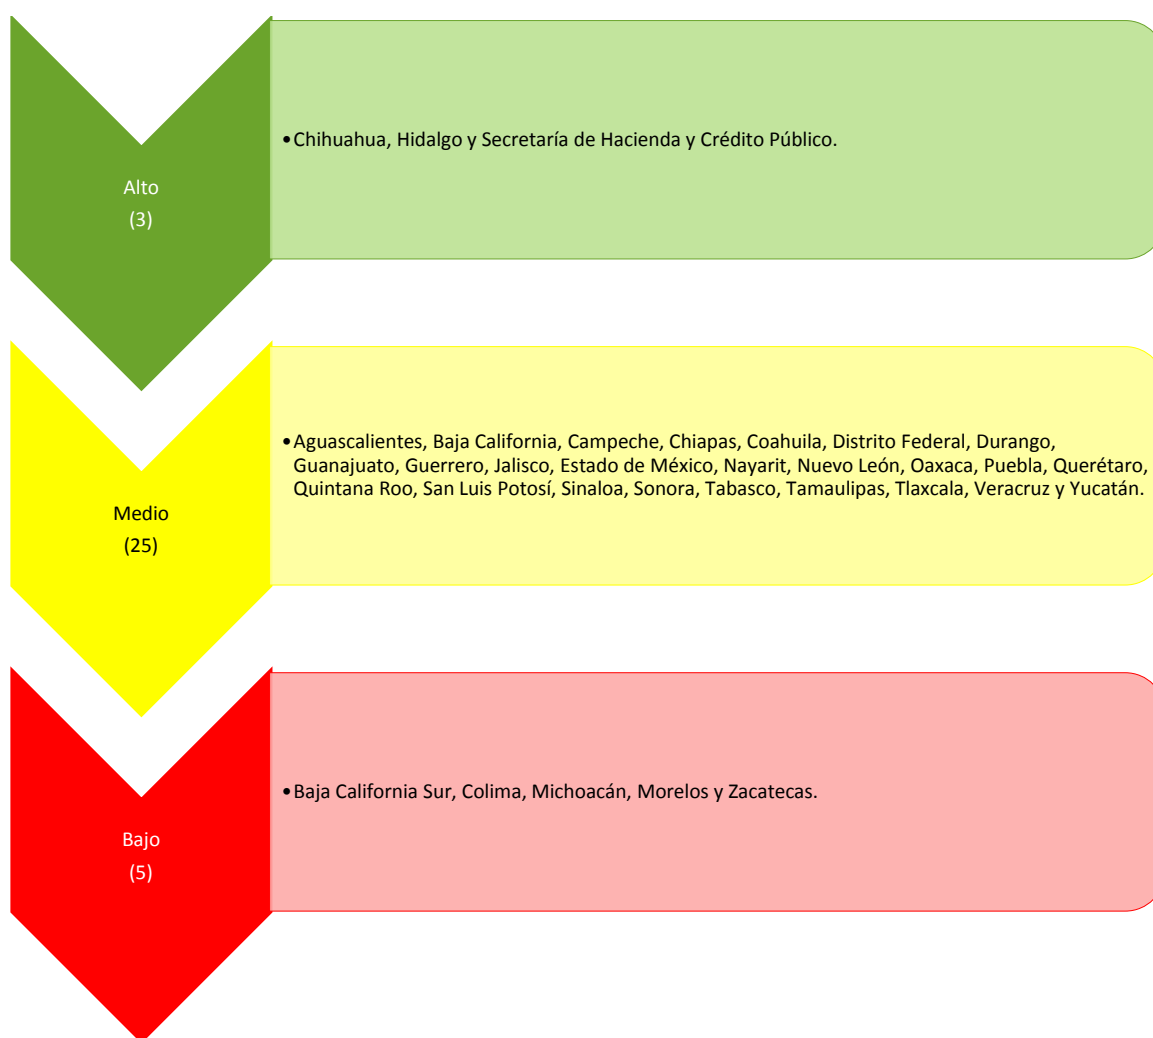 Alto
(3)
•Chihuahua, Hidalgo y Secretaría de Hacienda y Crédito Público.
Medio
(25)
•Aguascalientes, Baja California, Campeche, Chiapas, Coahuila, Distrito Federal, Durango,
Guanajuato, Guerrero, Jalisco, Estado de México, Nayarit, Nuevo León, Oaxaca, Puebla, Querétaro,
Quintana Roo, San Luis Potosí, Sinaloa, Sonora, Tabasco, Tamaulipas, Tlaxcala, Veracruz y Yucatán.
Bajo
(5)
•Baja California Sur, Colima, Michoacán, Morelos y Zacatecas.